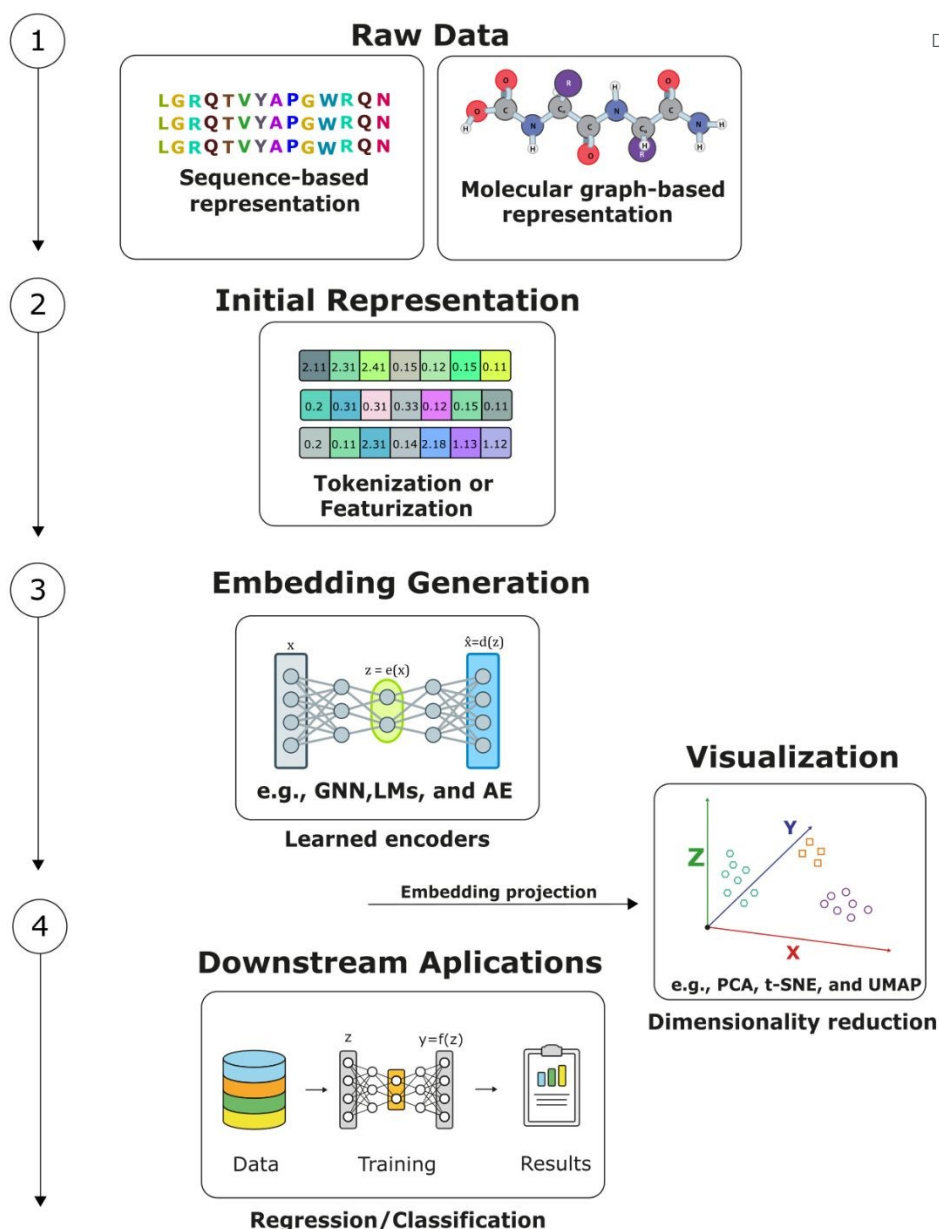 1
Raw Data
D
LGRQTVYAPGWRQN
LGRQTVYAPGWRQN
LGRQTVYAPGWRQN
Sequence-based
representation
O R H O
O C Cα N C
H N C Cα N H
H O H R H
Molecular graph-based
representation
2
Initial Representation
2.11 2.31 2.41 0.15 0.12 0.15 0.11
0.2 0.31 0.31 0.33 0.12 0.15 0.11
0.2 0.11 2.31 0.14 2.18 1.13 1.12
Tokenization or
Featurization
3
Embedding Generation
x
z = e(x)
x̂=d(z)
e.g., GNN,LMs, and AE
Learned encoders
Embedding projection
Visualization
Z
Y
X
e.g., PCA, t-SNE, and UMAP
Dimensionality reduction
4
Downstream Aplications
z
y=f(z)
Data
Training
Results
Regression/Classification